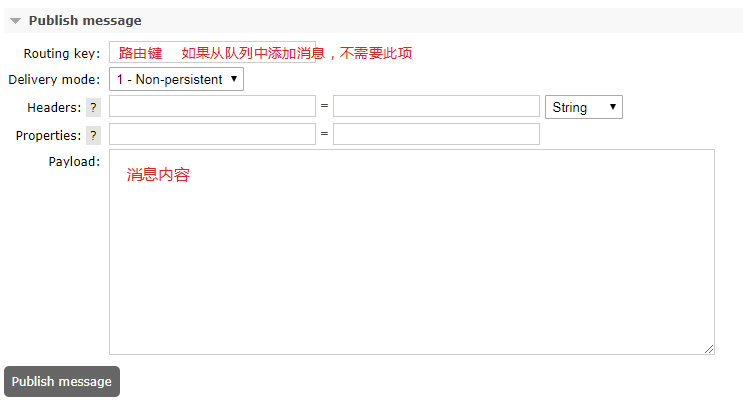 Publish message
Routing key: 路由键 如果从队列中添加消息，不需要此项
Delivery mode: 1 - Non-persistent
Headers: ? = String
Properties: ? =
Payload:
消息内容
Publish message